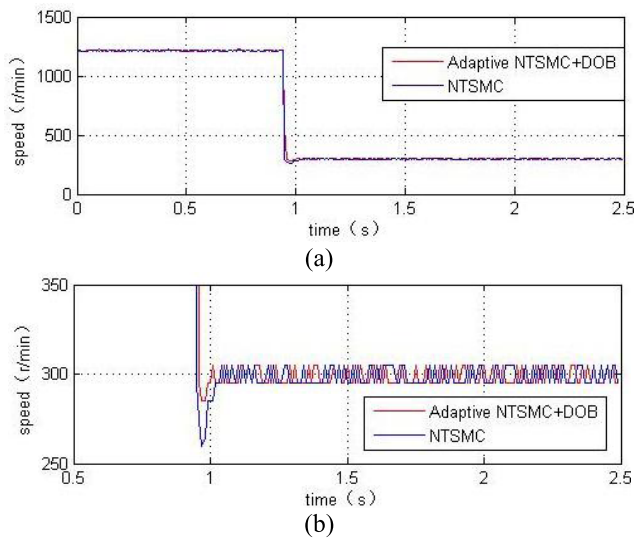 1500
1000
500
0
speed (r/min)
Adaptive NTSMC+DOB
NTSMC
0 0.5 1 1.5 2 2.5
time (s)
(a)
350
300
250
speed (r/min)
Adaptive NTSMC+DOB
NTSMC
0.5 1 1.5 2 2.5
time (s)
(b)